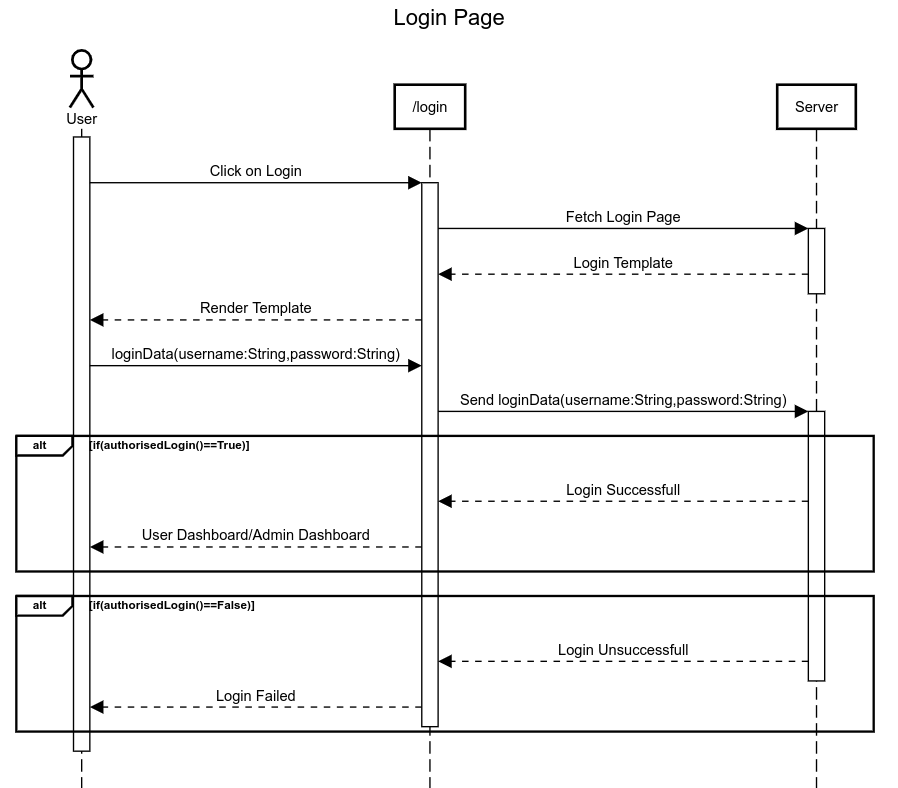 Login Page
User
/login
Server
Click on Login
Fetch Login Page
Login Template
Render Template
loginData(username:String,password:String)
Send loginData(username:String,password:String)
alt
[if(authorisedLogin()==True)]
Login Successfull
User Dashboard/Admin Dashboard
alt
[if(authorisedLogin()==False)]
Login Unsuccessfull
Login Failed